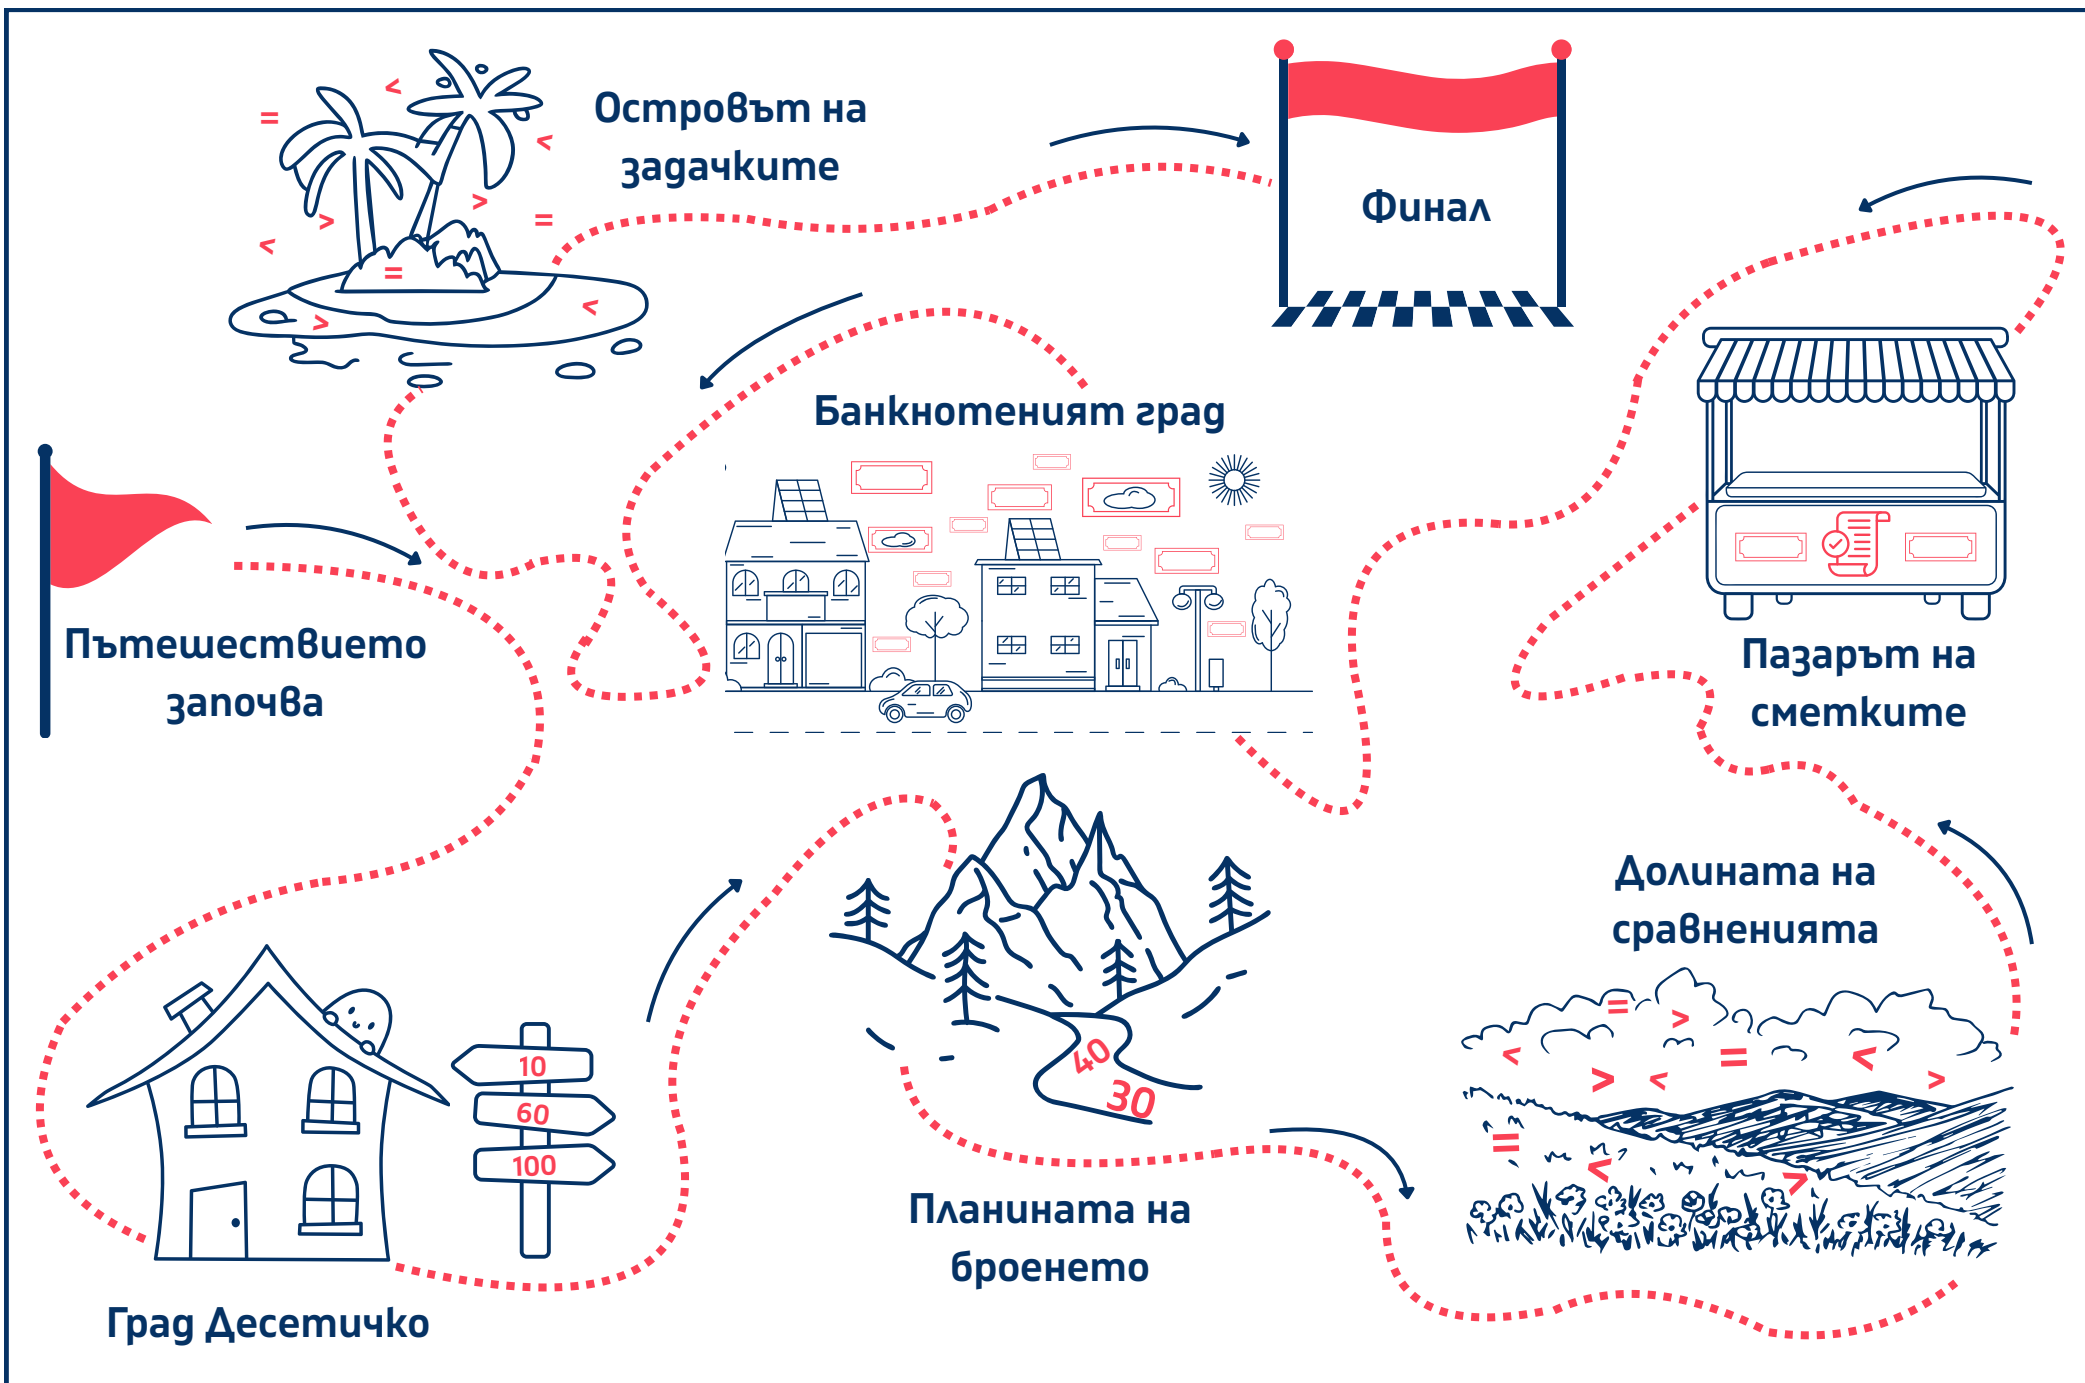 Островът на
задачките
Финал
Банкнотеният град
Пътешествието
започва
Пазарът на
сметките
Долината на
сравненията
10
60
100
40
30
Планината на
броенето
Град Десетичко